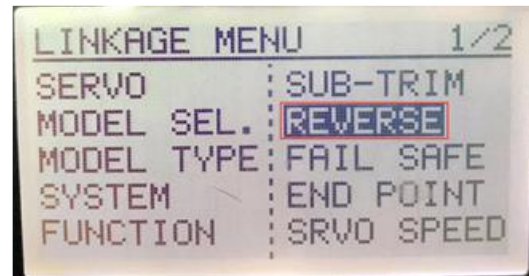 LINKAGE MENU 1/2
SERVO
MODEL SEL.
MODEL TYPE
SYSTEM
FUNCTION
SUB-TRIM
REVERSE
FAIL SAFE
END POINT
SRVO SPEED